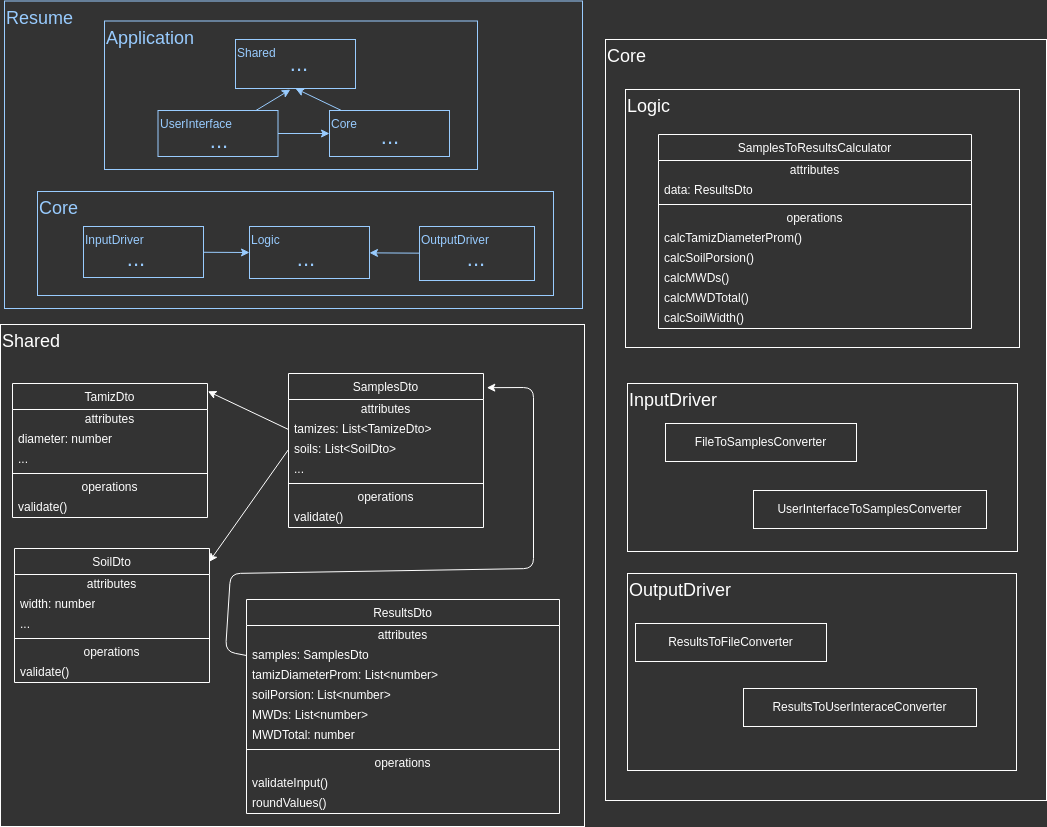 Resume
Application
Shared
...
UserInterface
...
Core
...
Core
InputDriver
...
Logic
...
OutputDriver
...
Shared
TamizDto
attributes
diameter: number
...
operations
validate()
SamplesDto
attributes
tamizes: List<TamizeDto>
soils: List<SoilDto>
...
operations
validate()
SoilDto
attributes
width: number
...
operations
validate()
ResultsDto
attributes
samples: SamplesDto
tamizDiameterProm: List<number>
soilPorsion: List<number>
MWDs: List<number>
MWDTotal: number
operations
validateInput()
roundValues()
Core
Logic
SamplesToResultsCalculator
attributes
data: ResultsDto
operations
calcTamizDiameterProm()
calcSoilPorsion()
calcMWDs()
calcMWDTotal()
calcSoilWidth()
InputDriver
FileToSamplesConverter
UserInterfaceToSamplesConverter
OutputDriver
ResultsToFileConverter
ResultsToUserInteraceConverter